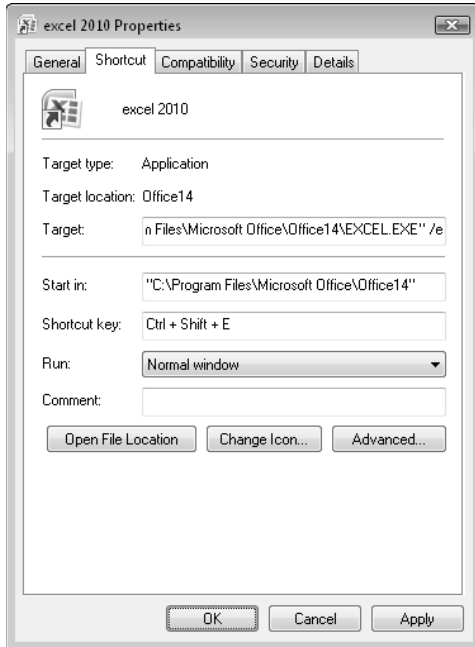 excel 2010 Properties
General Shortcut Compatibility Security Details
excel 2010
Target type: Application
Target location: Office14
Target: n Files\Microsoft Office\Office14\EXCEL.EXE" /e
Start in: "C:\Program Files\Microsoft Office\Office14"
Shortcut key: Ctrl + Shift + E
Run: Normal window
Comment:
Open File Location Change Icon... Advanced...
OK Cancel Apply